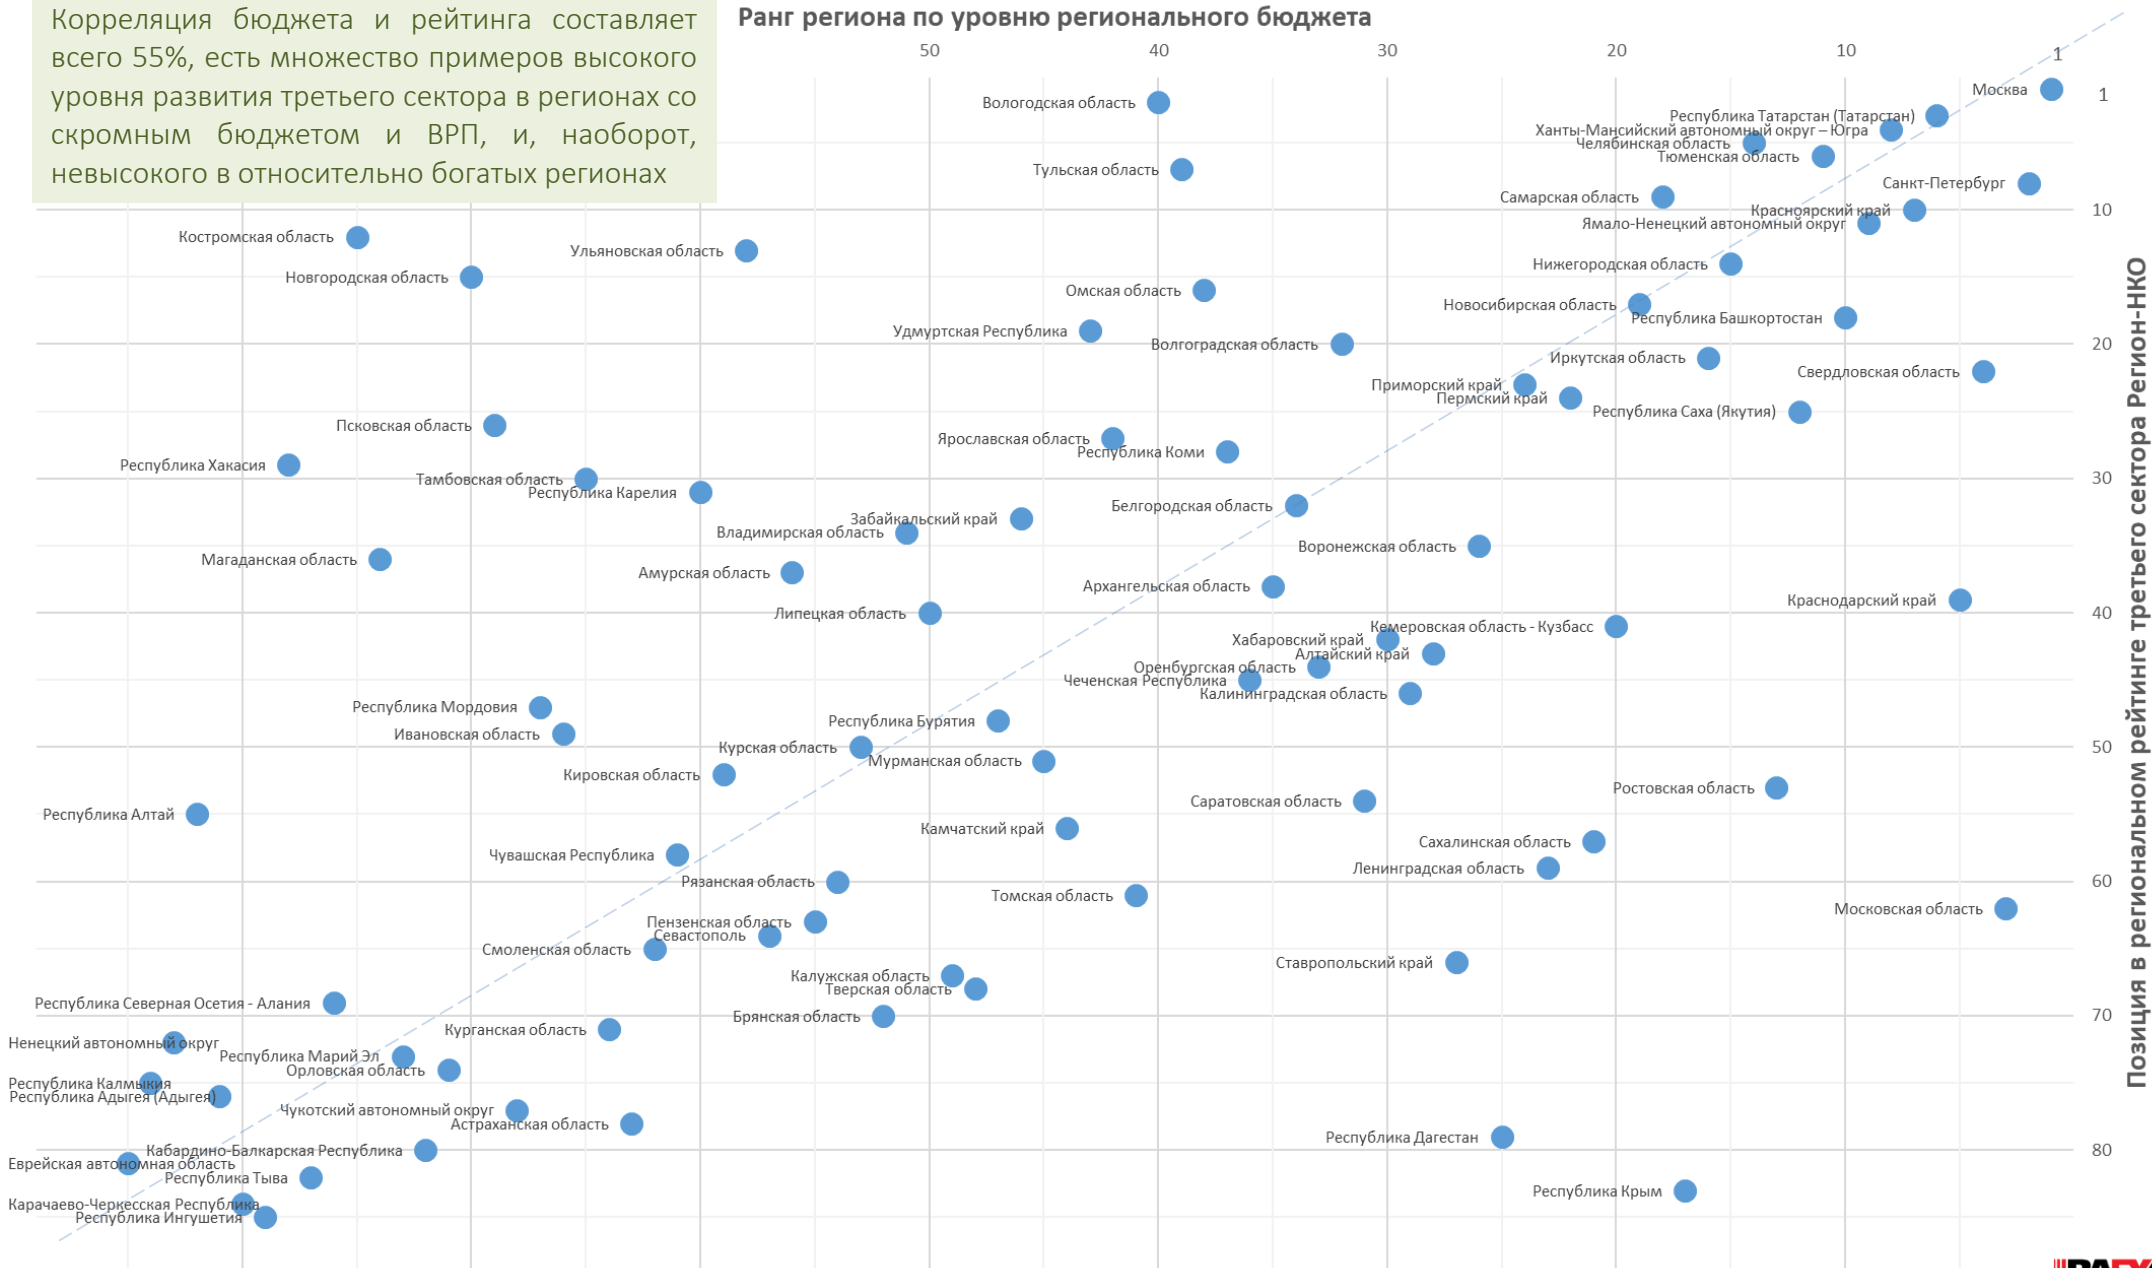 Корреляция бюджета и рейтинга составляет
всего 55%, есть множество примеров высокого
уровня развития третьего сектора в регионах со
скромным бюджетом и ВРП, и, наоборот,
невысокого в относительно богатых регионах
Ранг региона по уровню регионального бюджета
50 40 30 20 10 1
Москва
1
Вологодская область
Республика Татарстан (Татарстан)
Ханты-Мансийский автономный округ – Югра
Челябинская область
Тюменская область
Тульская область
Санкт-Петербург
Самарская область
Красноярский край
10
Ямало-Ненецкий автономный округ
Костромская область
Ульяновская область
Нижегородская область
Новгородская область
Омская область
Новосибирская область
Республика Башкортостан
Удмуртская Республика
Волгоградская область
20
Иркутская область
Свердловская область
Приморский край
Пермский край
Республика Саха (Якутия)
Псковская область
Ярославская область
Республика Коми
Республика Хакасия
Тамбовская область
30
Республика Карелия
Белгородская область
Забайкальский край
Владимирская область
Воронежская область
Магаданская область
Амурская область
Архангельская область
Краснодарский край
Липецкая область
40
Кемеровская область - Кузбасс
Хабаровский край
Алтайский край
Оренбургская область
Чеченская Республика
Калининградская область
Республика Мордовия
Республика Бурятия
Ивановская область
Курская область
50
Мурманская область
Кировская область
Ростовская область
Саратовская область
Республика Алтай
Камчатский край
Сахалинская область
Чувашская Республика
Ленинградская область
Рязанская область
60
Томская область
Московская область
Пензенская область
Севастополь
Смоленская область
Ставропольский край
Калужская область
Тверская область
Республика Северная Осетия - Алания
Брянская область
70
Курганская область
Ненецкий автономный округ
Республика Марий Эл
Орловская область
Республика Калмыкия
Республика Адыгея (Адыгея)
Чукотский автономный округ
Астраханская область
Республика Дагестан
Кабардино-Балкарская Республика
80
Еврейская автономная область
Республика Тыва
Республика Крым
Карачаево-Черкесская Республика
Республика Ингушетия
Позиция в региональном рейтинге третьего сектора Регион-НКО